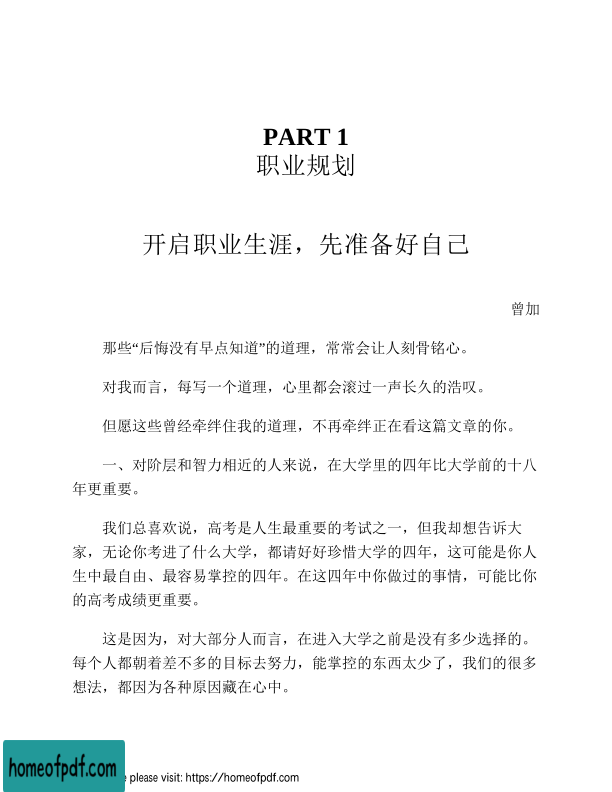 PART 1
职业规划
开启职业生涯，先准备好自己
曾加
那些“后悔没有早点知道”的道理，常常会让人刻骨铭心。
对我而言，每写一个道理，心里都会滚过一声长久的浩叹。
但愿这些曾经牵绊住我的道理，不再牵绊正在看这篇文章的你。
一、对阶层和智力相近的人来说，在大学里的四年比大学前的十八
年更重要。
我们总喜欢说，高考是人生最重要的考试之一，但我却想告诉大
家，无论你考进了什么大学，都请好好珍惜大学的四年，这可能是你人
生中最自由、最容易掌控的四年。在这四年中你做过的事情，可能比你
的高考成绩更重要。
这是因为，对大部分人而言，在进入大学之前是没有多少选择的。
每个人都朝着差不多的目标去努力，能掌控的东西太少了，我们的很多
想法，都因为各种原因藏在心中。
homeofpdf.com
please visit: https://homeofpdf.com